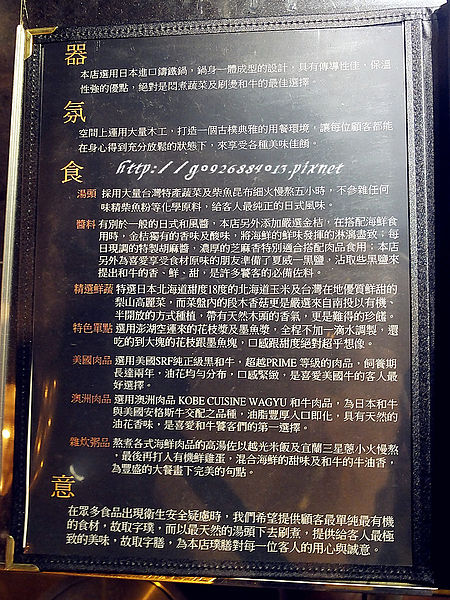 器
本店選用日本進口鑄鐵鍋，鍋身一體成型的設計，具有傳導性佳，保溫
性強的優點，絕對是悶煮蔬菜及刷燙和牛的最佳選擇。
氛
空間上運用大量木工，打造一個古樸典雅的用餐環境，讓每位顧客都能
在身心得到充分放鬆的狀態下，來享受各種美味佳餚。
http://go926884013.pixnet
食
湯頭 採用大量台灣特產蔬菜及柴魚昆布細火慢熬五小時，不參雜任何
味精柴魚粉等化學原料，給客人最純正的日式風味。
醬料 有別於一般的日式和風醬，本店另外添加嚴選金桔，在搭配海鮮食
用時，金桔獨有的香味及酸味，將海鮮的鮮味發揮的淋漓盡致；每
日現調的特製胡麻醬，濃厚的芝麻香特別適合搭配肉品食用；本店
另外為喜愛享受食材原味的朋友準備了夏威一黑鹽，沾取些黑鹽來
提出和牛的香、鮮、甜，是許多饕客的必備佐料。
精選鮮蔬 特選日本北海道甜度18度的北海道玉米及台灣在地優質鮮甜的
梨山高麗菜，而菜盤內的段木香菇更是嚴選來自南投以有機、
半開放的方式種植，帶有天然木頭的香氣，更是難得的珍饈。
特色單點 選用澎湖空運來的花枝漿及墨魚漿，全程不加一滴水調製，還
吃的到大塊的花枝跟墨魚塊，口感跟甜度絕對超乎想像。
美國肉品 選用美國SRF純正級黑和牛，超越PRIME 等級的肉品，飼養期
長達兩年，油花均勻分布，口感緊緻，是喜愛美國牛的客人最
好選擇。
澳洲肉品 選用澳洲肉品 KOBE CUISINE WAGYU 和牛肉品，為日本和牛
與美國安格斯牛交配之品種，油脂豐厚入口即化，具有天然的
油花香味，是喜愛和牛饕客們的第一選擇。
雜炊粥品 熬煮各式海鮮肉品的高湯佐以越光米飯及宜蘭三星蔥小火慢熬
，最後再打入有機鮮雞蛋，混合海鮮的甜味及和牛的牛油香，
為豐盛的大餐畫下完美的句點。
意
在眾多食品出現衛生安全疑慮時，我們希望提供顧客最單純最有機
的食材，故取字璞，而以最天然的湯頭下去刷煮，提供給客人最極
致的美味，故取字膳，為本店璞膳對每一位客人的用心與誠意。